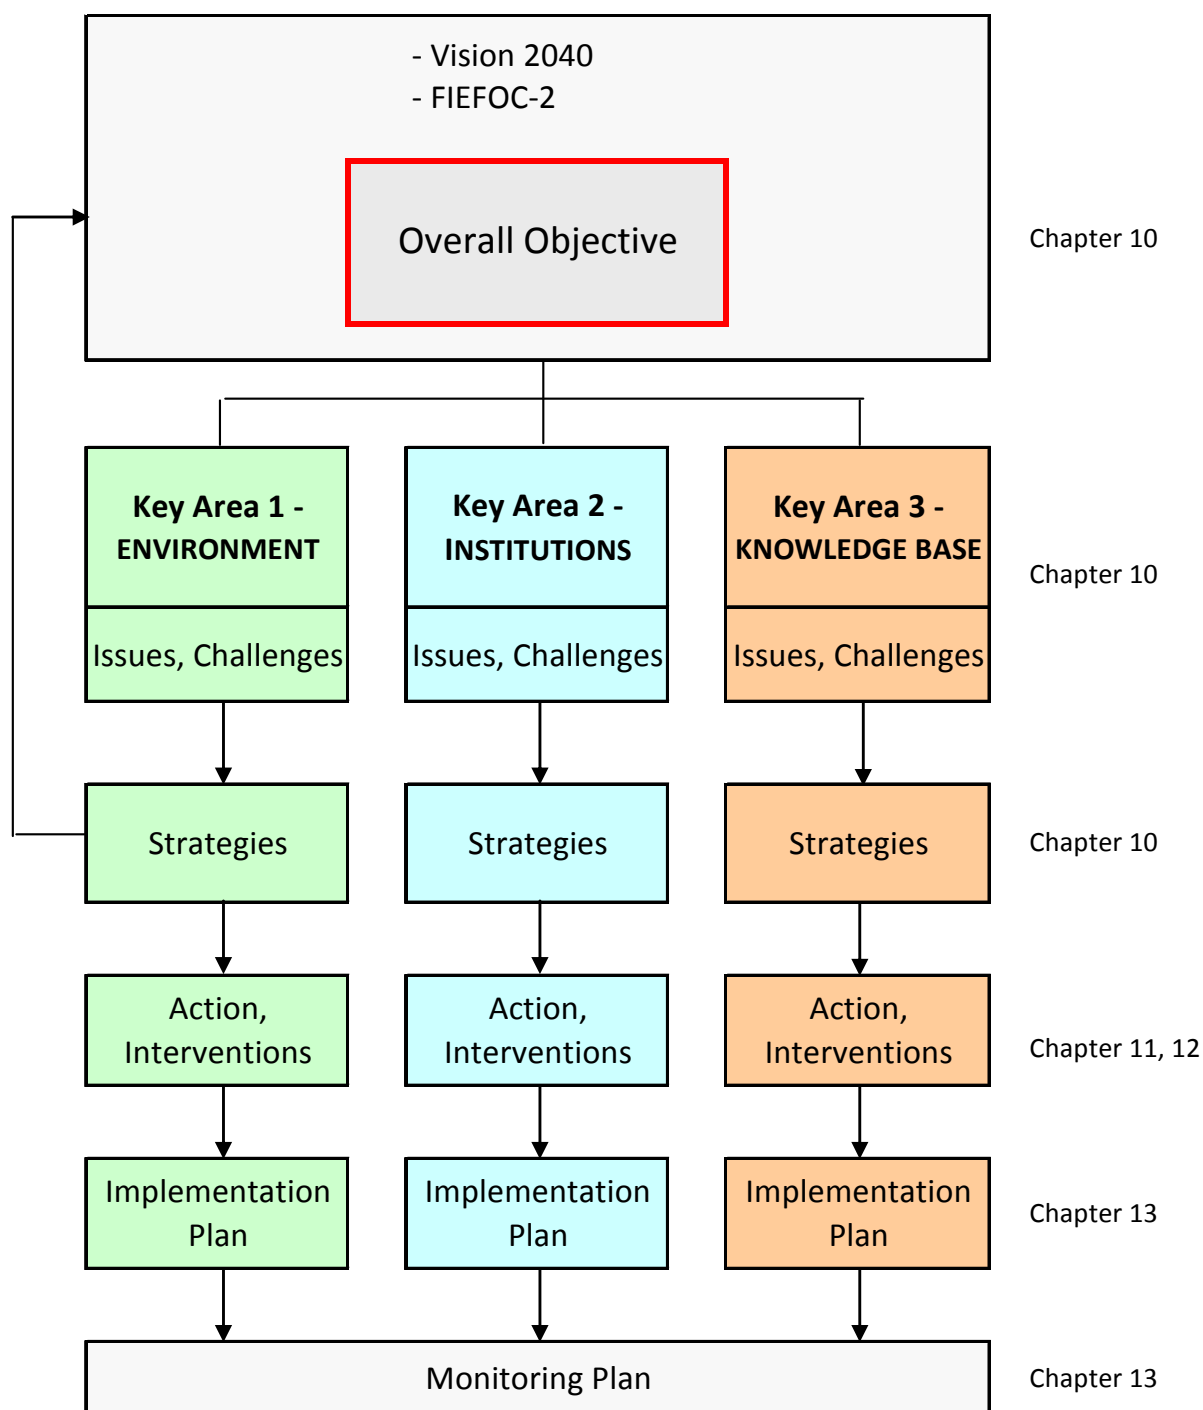 - Vision 2040
- FIEFOC-2
Overall Objective
Chapter 10
Key Area 1 -
ENVIRONMENT
Key Area 2 -
INSTITUTIONS
Key Area 3 -
KNOWLEDGE BASE
Chapter 10
Issues, Challenges
Issues, Challenges
Issues, Challenges
Strategies
Strategies
Strategies
Chapter 10
Action,
Interventions
Action,
Interventions
Action,
Interventions
Chapter 11, 12
Implementation
Plan
Implementation
Plan
Implementation
Plan
Chapter 13
Monitoring Plan
Chapter 13